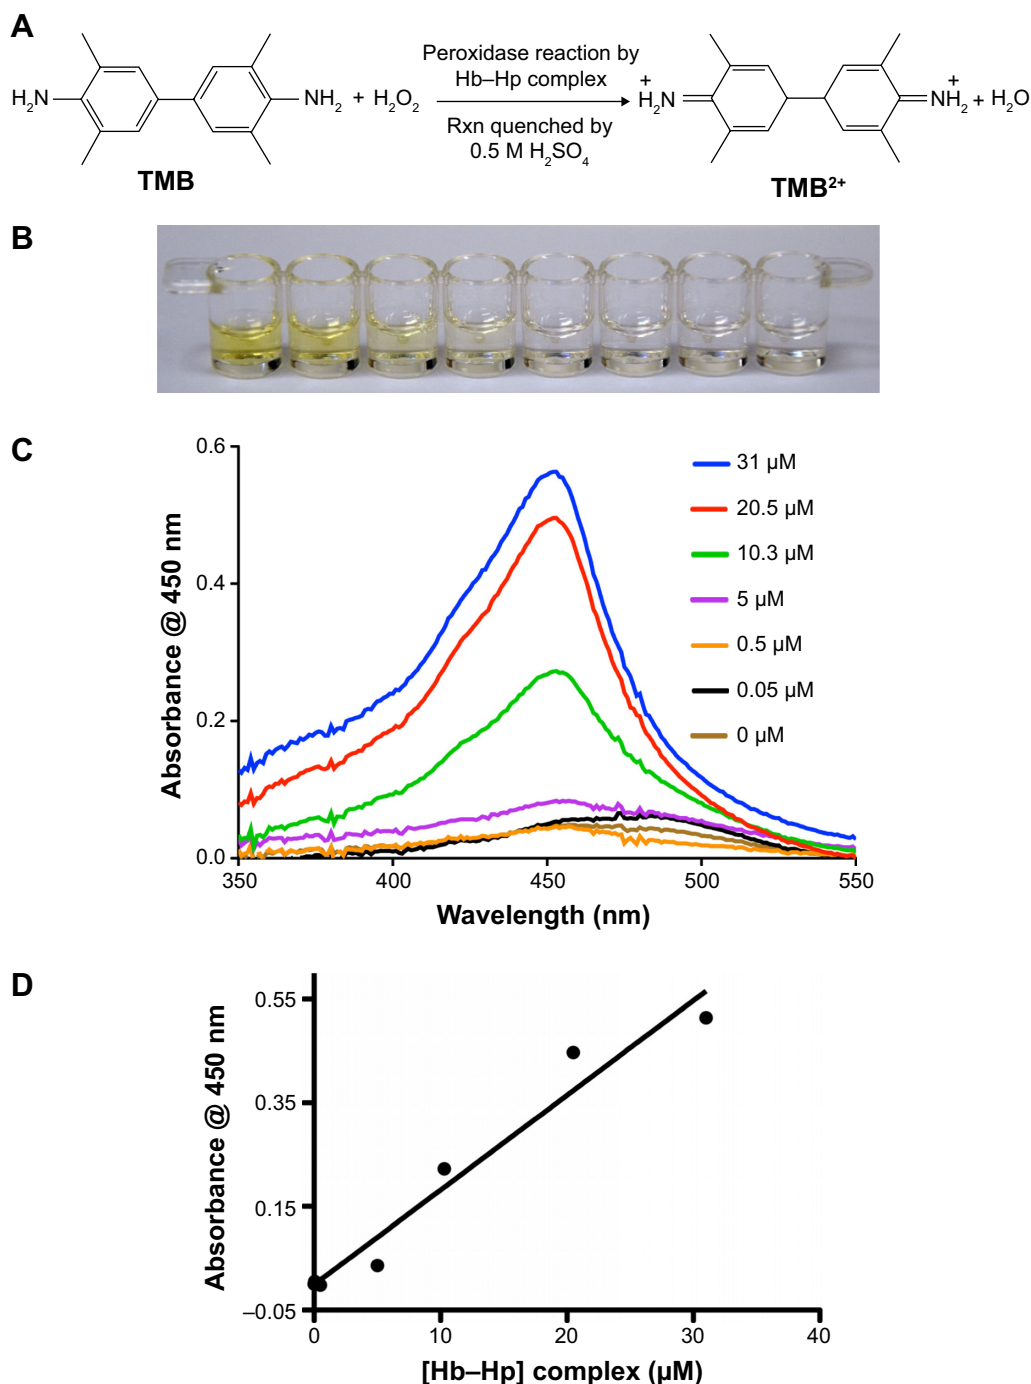 A
H₂N
NH₂ + H₂O₂
Peroxidase reaction by
Hb–Hp complex
Rxn quenched by
0.5 M H₂SO₄
+
H₂N
+
NH₂ + H₂O
TMB
TMB²⁺
B
C
Absorbance @ 450 nm
0.6
0.4
0.2
0.0
350
400
450
500
550
Wavelength (nm)
31 µM
20.5 µM
10.3 µM
5 µM
0.5 µM
0.05 µM
0 µM
D
Absorbance @ 450 nm
0.55
0.35
0.15
–0.05
0
10
20
30
40
[Hb–Hp] complex (µM)